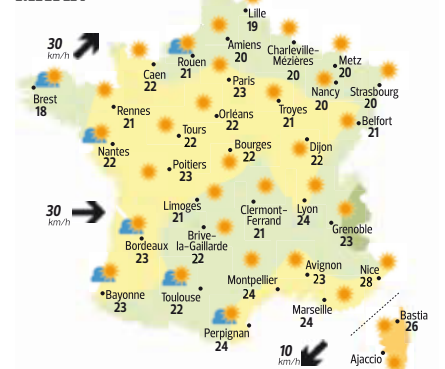 Lille
19
30
km/h
Amiens
20
Charleville-
Mézières
20
Rouen
21
Metz
20
Caen
22
Paris
23
Nancy
20
Strasbourg
20
Brest
18
Rennes
21
Orléans
22
Troyes
21
Belfort
21
Tours
22
Nantes
22
Bourges
22
Dijon
22
Poitiers
23
30
km/h
Limoges
21
Clermont-
Ferrand
21
Lyon
24
Grenoble
23
Bordeaux
23
Brive-
la-Gaillarde
22
Avignon
23
Nice
28
Montpellier
24
Bayonne
23
Toulouse
22
Marseille
24
Perpignan
24
Bastia
26
10
km/h
Ajaccio